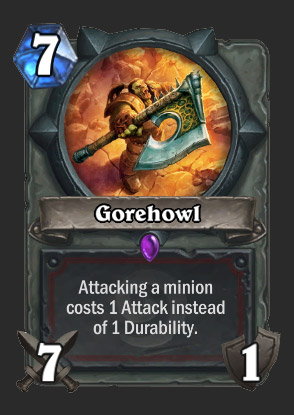 7
Gorehowl
Attacking a minion
costs 1 Attack instead
of 1 Durability.
7 1